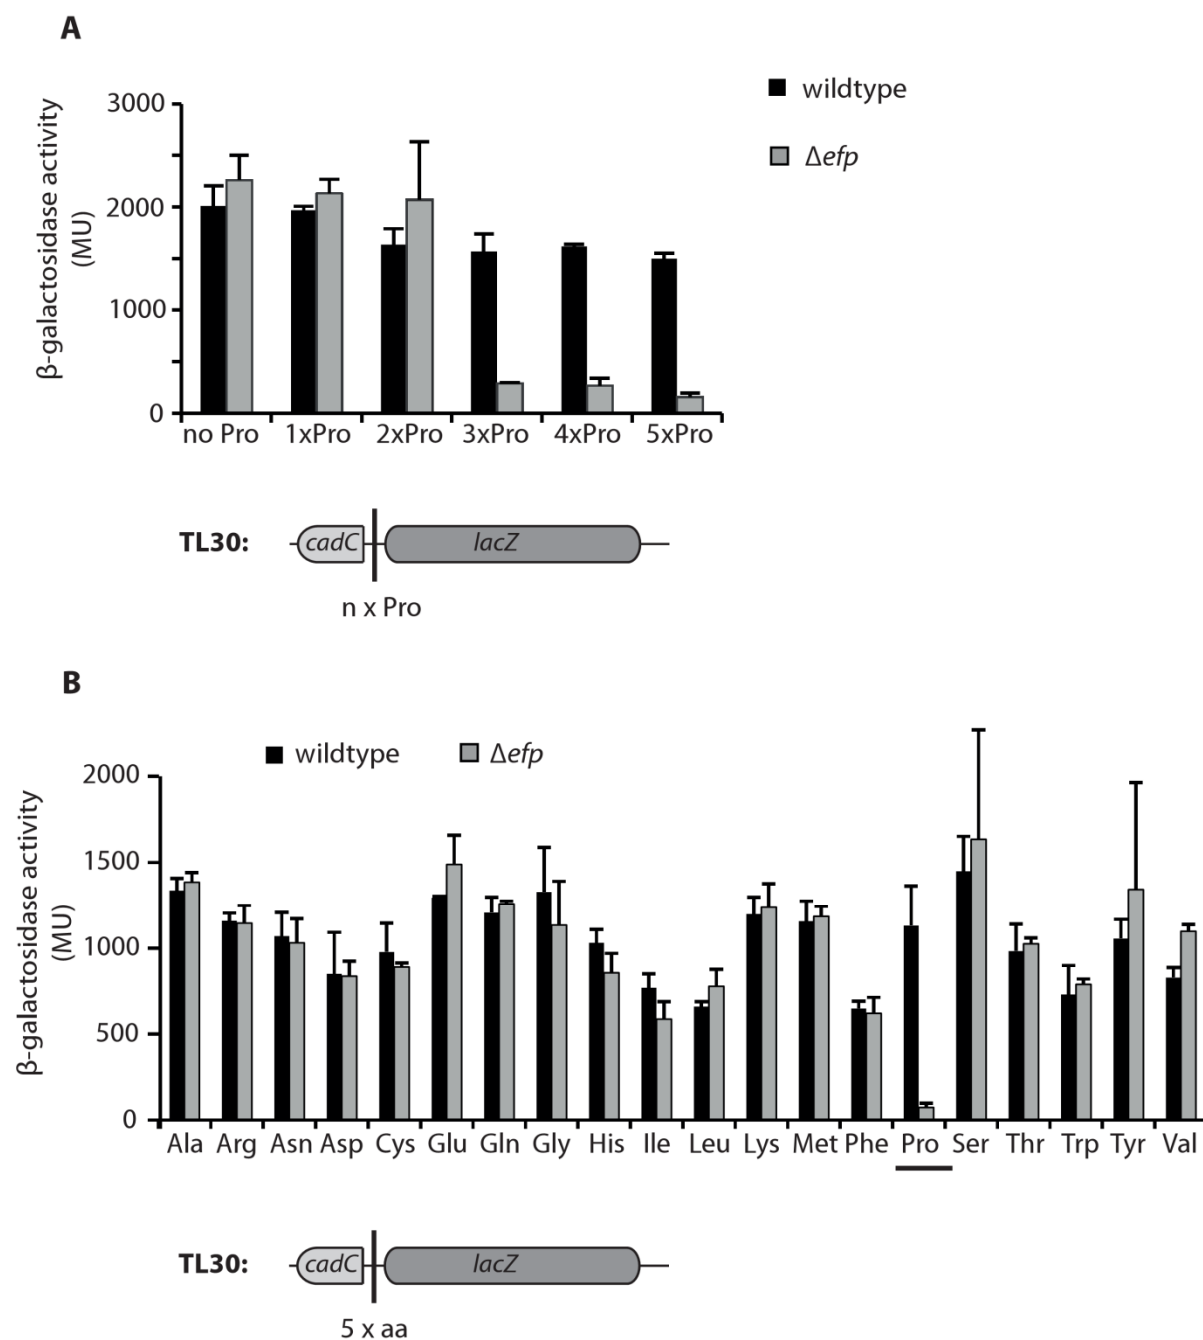 A
β-galactosidase activity
(MU)
3000
2000
1000
0
wildtype
Δefp
no Pro 1xPro 2xPro 3xPro 4xPro 5xPro
TL30: cadC lacZ
n x Pro
B
wildtype Δefp
β-galactosidase activity
(MU)
2000
1500
1000
500
0
Ala Arg Asn Asp Cys Glu Gln Gly His Ile Leu Lys Met Phe Pro Ser Thr Trp Tyr Val
TL30: cadC lacZ
5 x aa